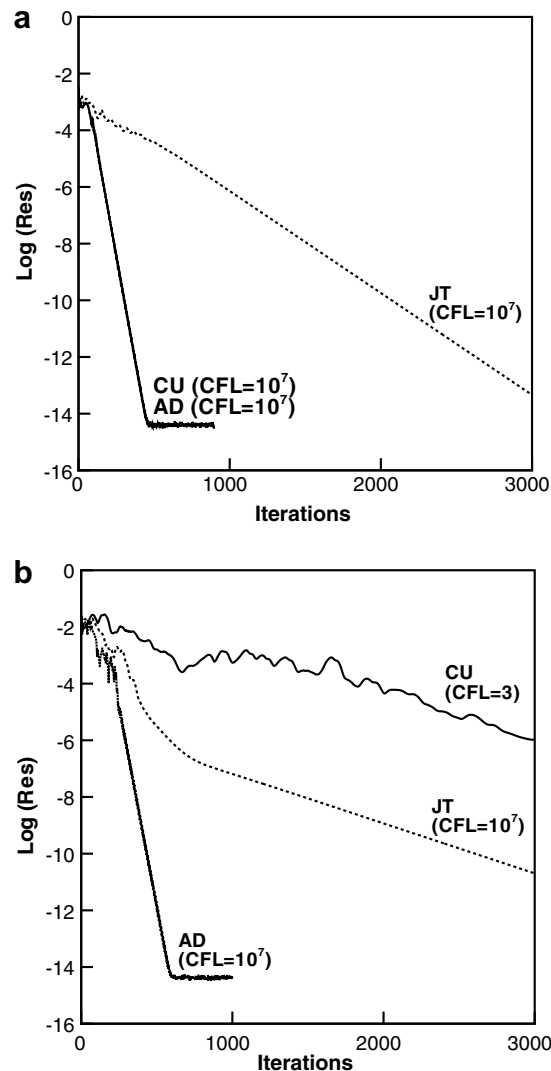 a
0
-2
-4
-6
-8
-10
-12
-14
-16
Log (Res)
JT
(CFL=10⁷)
CU (CFL=10⁷)
AD (CFL=10⁷)
0
1000
2000
3000
Iterations
b
0
-2
-4
-6
-8
-10
-12
-14
-16
Log (Res)
CU
(CFL=3)
JT
(CFL=10⁷)
AD
(CFL=10⁷)
0
1000
2000
3000
Iterations